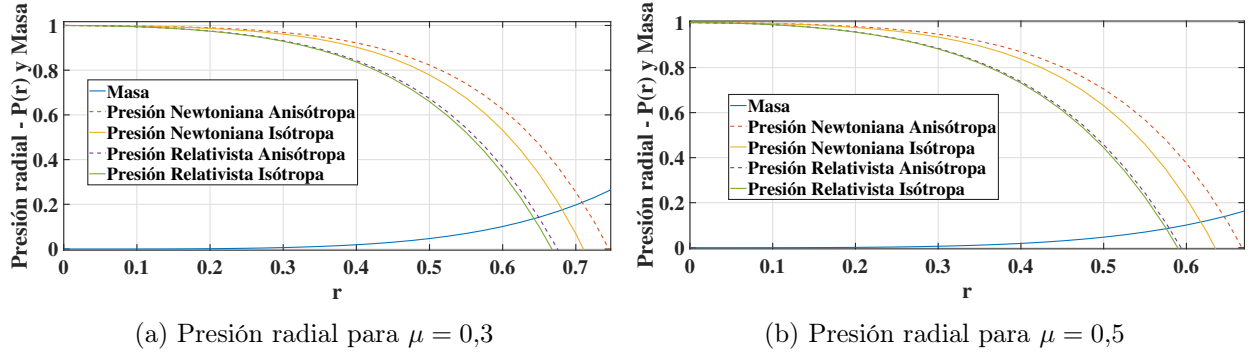 Presión radial - P(r) y Masa
1
0.8
0.6
0.4
0.2
0
Masa
Presión Newtoniana Anisótropa
Presión Newtoniana Isótropa
Presión Relativista Anisótropa
Presión Relativista Isótropa
0 0.1 0.2 0.3 0.4 0.5 0.6 0.7
r
(a) Presión radial para μ = 0,3
Presión radial - P(r) y Masa
1
0.8
0.6
0.4
0.2
0
Masa
Presión Newtoniana Anisótropa
Presión Newtoniana Isótropa
Presión Relativista Anisótropa
Presión Relativista Isótropa
0 0.1 0.2 0.3 0.4 0.5 0.6
r
(b) Presión radial para μ = 0,5